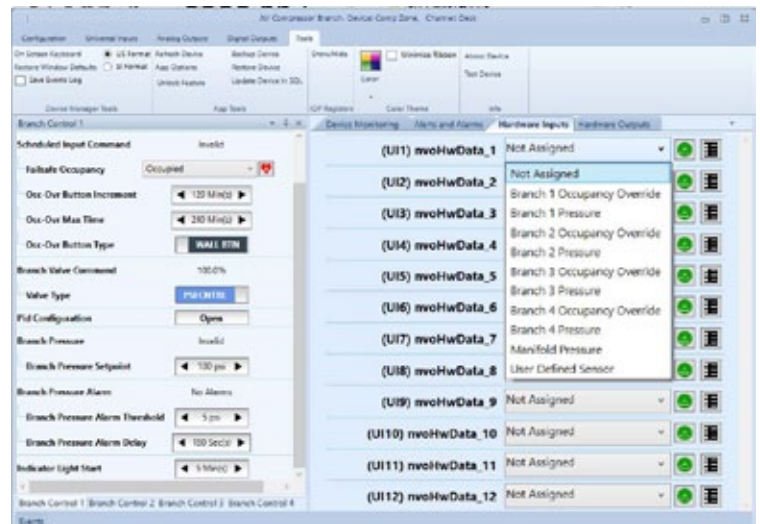 Air Compressor Branch Device Comp Zone, Channel Desk
Configuration Universal Inputs Analog Outputs Digital Outputs Tools
On Screen Keyboard US Format Refresh Device Backup Device Show/Hide Minimize Ribbon About Device
Restore Window Defaults SI Format App Options Restore Device Color Test Device
Save Events Log Unlock Feature Update Device in SQL
Device Manager Tools App Tools Color Theme Info
Branch Control 1 Device Monitoring Alerts and Alarms Hardware Inputs Hardware Outputs
Scheduled Input Command Invalid
Failsafe Occupancy Occupied
Occ-Ovr Button Increment 120 Min(s)
Occ-Ovr Max Time 240 Min(s)
Occ-Ovr Button Type WALL BTN
Branch Valve Command 100.0%
Valve Type
Pid Configuration Open
Branch Pressure Invalid
Branch Pressure Setpoint 100 psi
Branch Pressure Alarm No Alarms
Branch Pressure Alarm Threshold 5 psi
Branch Pressure Alarm Delay 180 Sec(s)
Indicator Light Start 5 Min(s)
Branch Control 1 Branch Control 2 Branch Control 3 Branch Control 4
Events
(UI1) nvoHwData_1 Not Assigned
(UI2) nvoHwData_2
(UI3) nvoHwData_3
(UI4) nvoHwData_4
(UI5) nvoHwData_5
(UI6) nvoHwData_6
(UI7) nvoHwData_7
(UI8) nvoHwData_8
Not Assigned
Branch 1 Occupancy Override
Branch 1 Pressure
Branch 2 Occupancy Override
Branch 2 Pressure
Branch 3 Occupancy Override
Branch 3 Pressure
Branch 4 Occupancy Override
Branch 4 Pressure
Manifold Pressure
User Defined Sensor
(UI9) nvoHwData_9 Not Assigned
(UI10) nvoHwData_10 Not Assigned
(UI11) nvoHwData_11 Not Assigned
(UI12) nvoHwData_12 Not Assigned